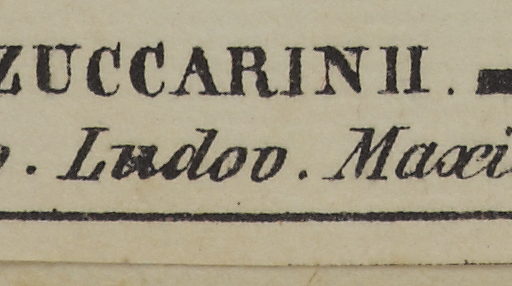 ZUCCARINII.
. Ludov. Maxi